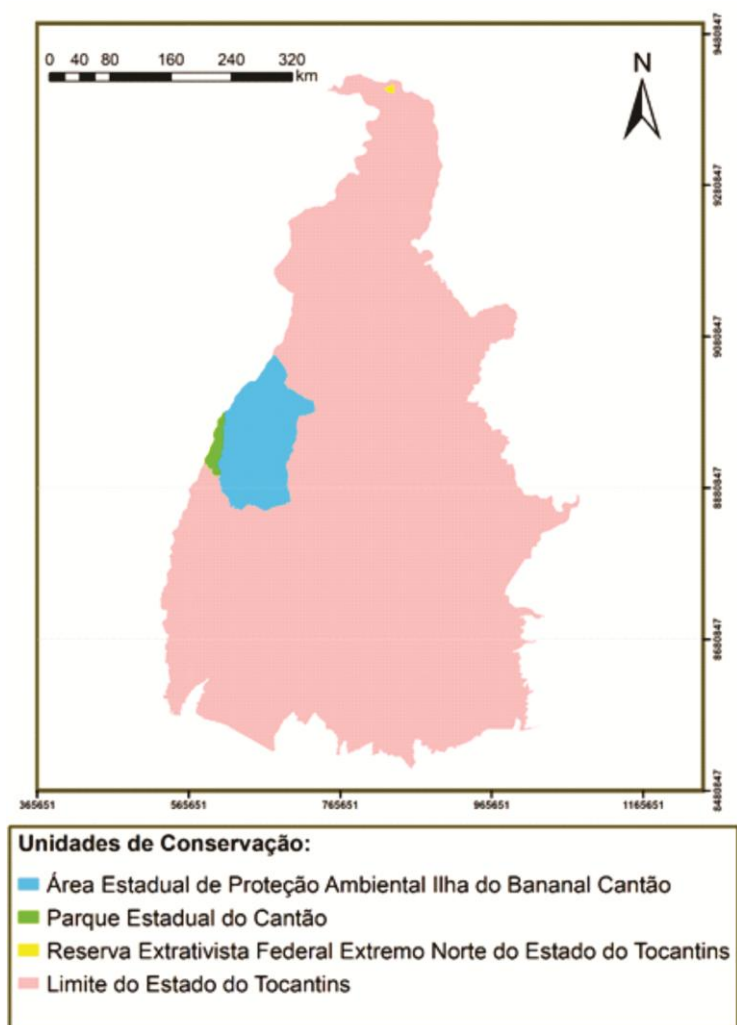 0 40 80 160 240 320
km
N
9480847
9280847
9080847
8880847
8680847
8480847
365651 565651 765651 965651 1165651
Unidades de Conservação:
Área Estadual de Proteção Ambiental Ilha do Bananal Cantão
Parque Estadual do Cantão
Reserva Extrativista Federal Extremo Norte do Estado do Tocantins
Limite do Estado do Tocantins